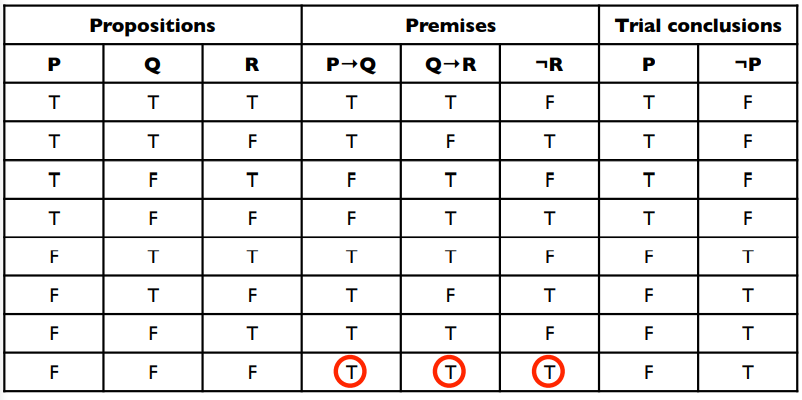 Propositions Premises Trial conclusions
P Q R P→Q Q→R ¬R P ¬P
T T T T T F T F
T T F T F T T F
T F T F T F T F
T F F F T T T F
F T T T T F F T
F T F T F T F T
F F T T T F F T
F F F T T T F T